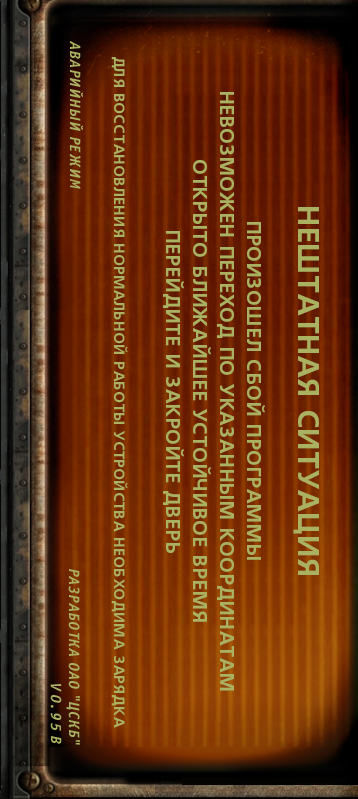 НЕШТАТНАЯ СИТУАЦИЯ
ПРОИЗОШЕЛ СБОЙ ПРОГРАММЫ
НЕВОЗМОЖЕН ПЕРЕХОД ПО УКАЗАННЫМ КООРДИНАТАМ
ОТКРЫТО БЛИЖАЙШЕЕ УСТОЙЧИВОЕ ВРЕМЯ
ПЕРЕЙДИТЕ И ЗАКРОЙТЕ ДВЕРЬ
ДЛЯ ВОССТАНОВЛЕНИЯ НОРМАЛЬНОЙ РАБОТЫ УСТРОЙСТВА НЕОБХОДИМА ЗАРЯДКА
АВАРИЙНЫЙ РЕЖИМ
РАЗРАБОТКА ОАО "ЦСКБ"
V0.95B